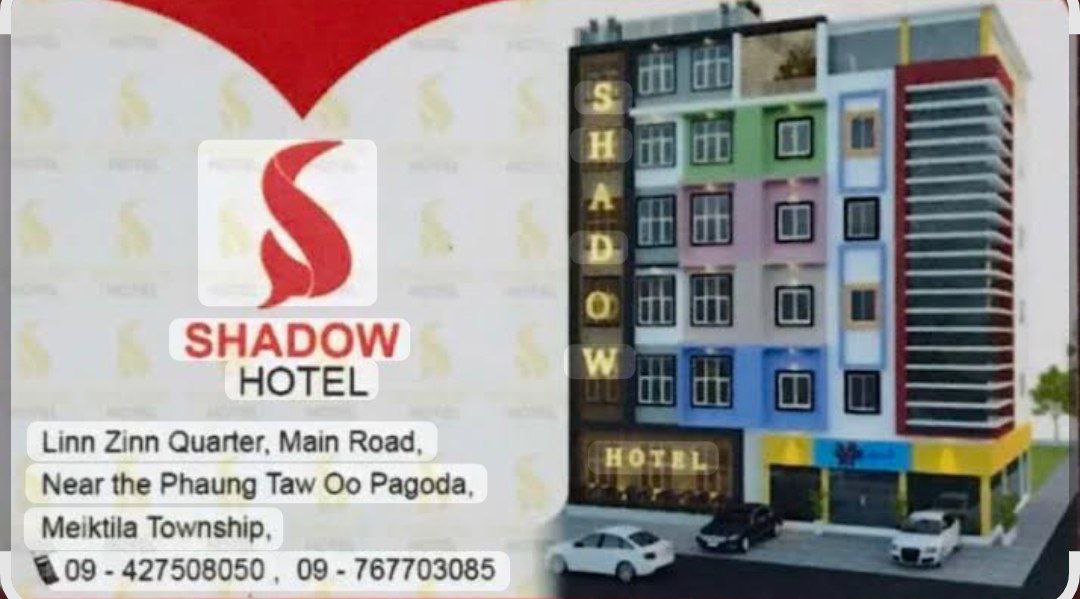 SHADOW
HOTEL
Linn Zinn Quarter, Main Road,
Near the Phaung Taw Oo Pagoda,
Meiktila Township,
09 - 427508050 , 09 - 767703085
SHADOW
HOTEL